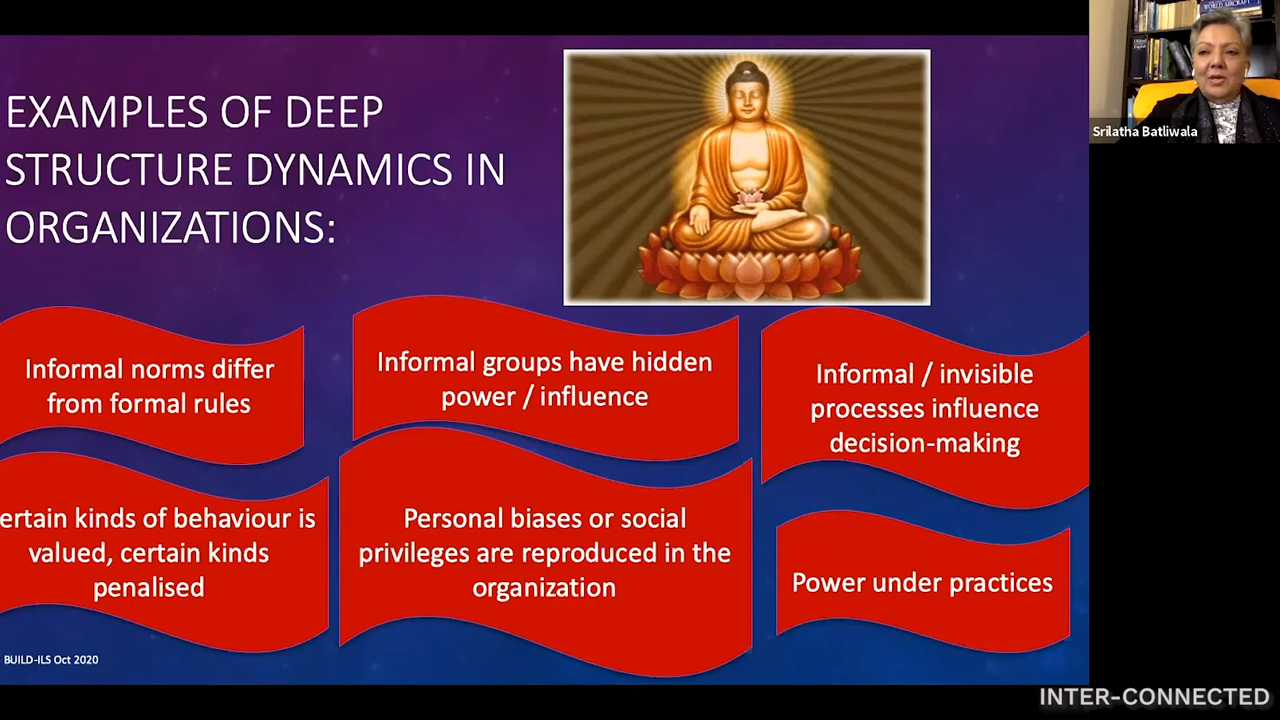 EXAMPLES OF DEEP
STRUCTURE DYNAMICS IN
ORGANIZATIONS:
Informal norms differ
from formal rules
Informal groups have hidden
power / influence
Informal / invisible
processes influence
decision-making
ertain kinds of behaviour is
valued, certain kinds
penalised
Personal biases or social
privileges are reproduced in the
organization
Power under practices
BUILD-ILS Oct 2020
WORLD AIRCRAFT
Srilatha Batliwala
INTER-CONNECTED